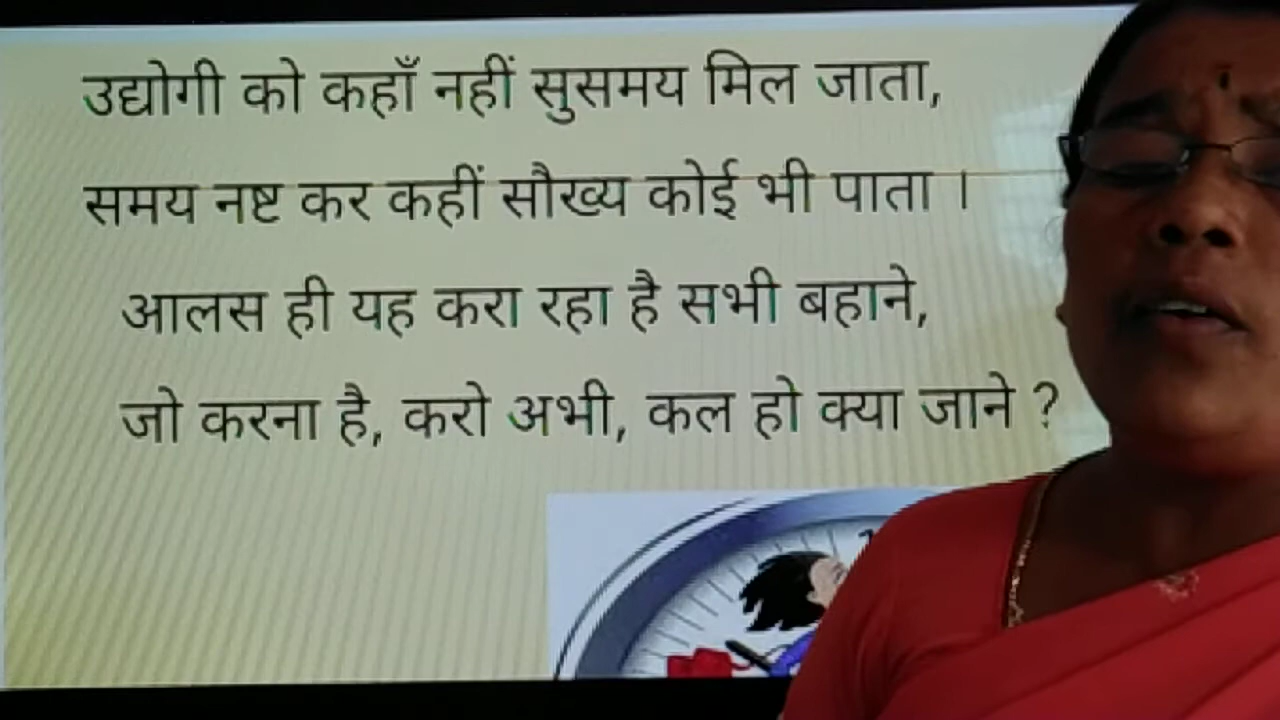 उद्योगी को कहाँ नहीं सुसमय मिल जाता,
समय नष्ट कर कहीं सौख्य कोई भी पाता ।
आलस ही यह करा रहा है सभी बहाने,
जो करना है, करो अभी, कल हो क्या जाने ?